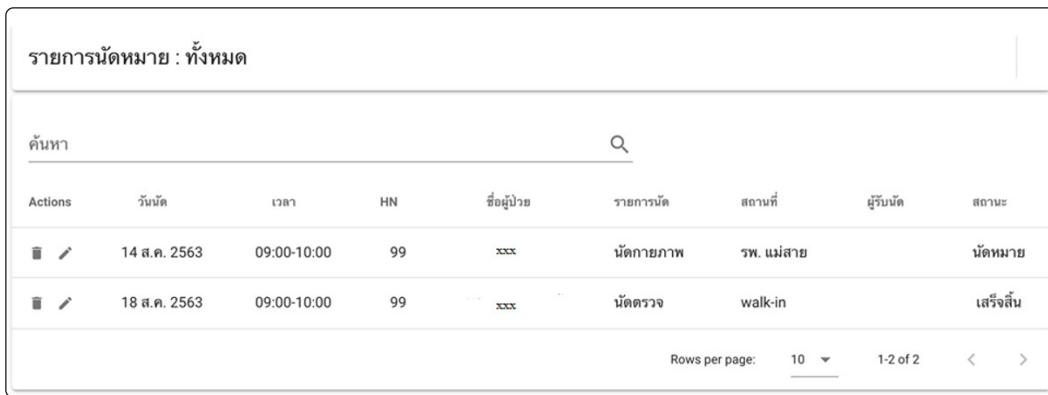 รายการนัดหมาย : ทั้งหมด
ค้นหา
Actions วันนัด เวลา HN ชื่อผู้ป่วย รายการนัด สถานที่ ผู้รับนัด สถานะ
14 ส.ค. 2563 09:00-10:00 99 xxx นัดกายภาพ รพ. แม่สาย นัดหมาย
18 ส.ค. 2563 09:00-10:00 99 xxx นัดตรวจ walk-in เสร็จสิ้น
Rows per page: 10 1-2 of 2